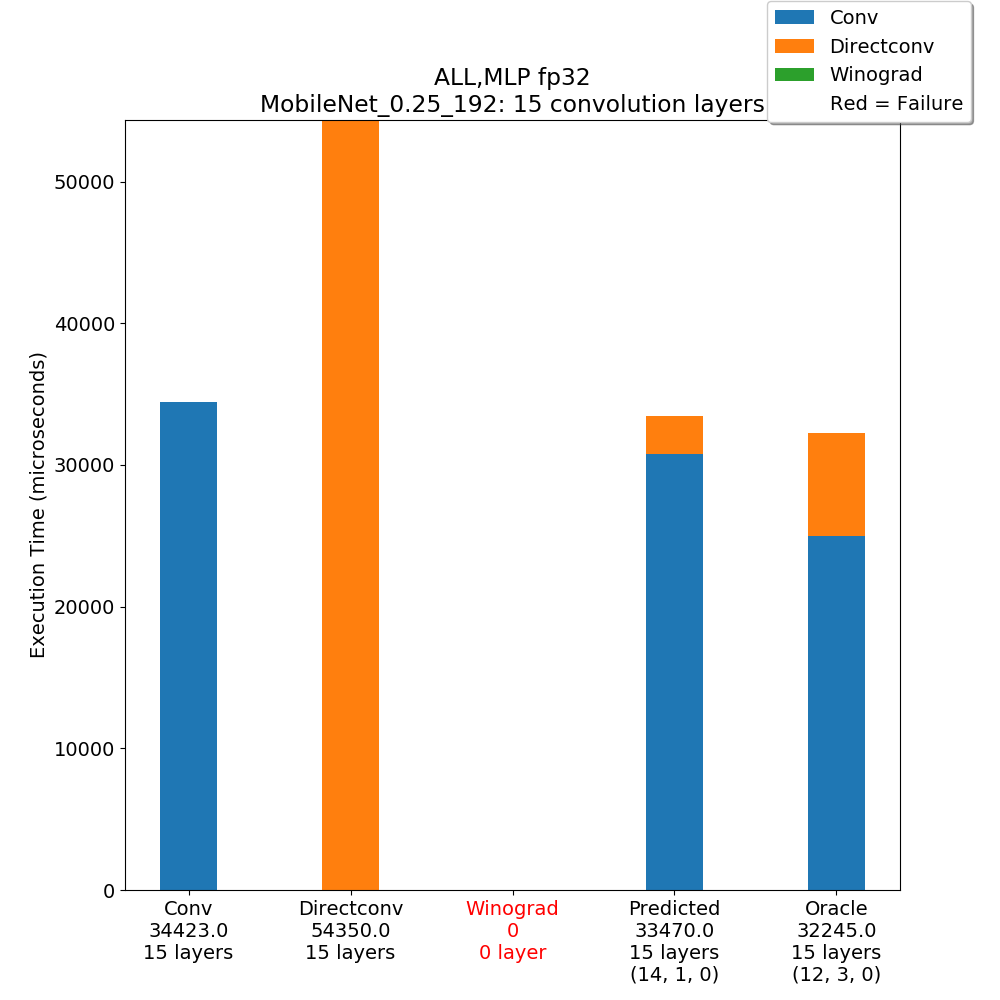 Conv
Directconv
Winograd
Red = Failure
ALL,MLP fp32
MobileNet_0.25_192: 15 convolution layers
Execution Time (microseconds)
50000
40000
30000
20000
10000
0
Conv
34423.0
15 layers
Directconv
54350.0
15 layers
Winograd
0
0 layer
Predicted
33470.0
15 layers
(14, 1, 0)
Oracle
32245.0
15 layers
(12, 3, 0)